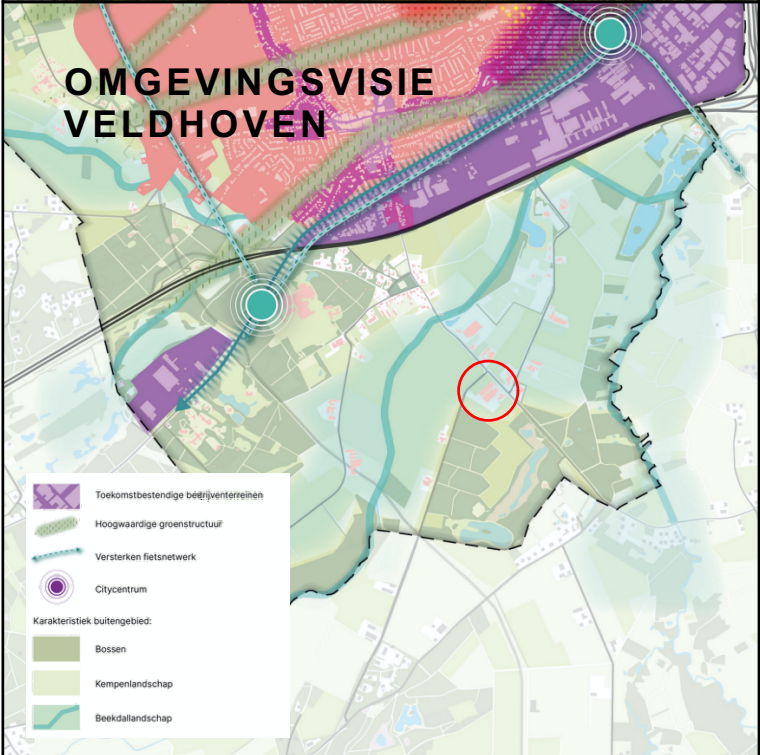 OMGEVINGSVISIE
VELDHOVEN
Toekomstbestendige bedrijventerreinen
Hoogwaardige groenstructuur
Versterken fietsnetwerk
Citycentrum
Karakteristiek buitengebied:
Bossen
Kempenlandschap
Beekdallandschap